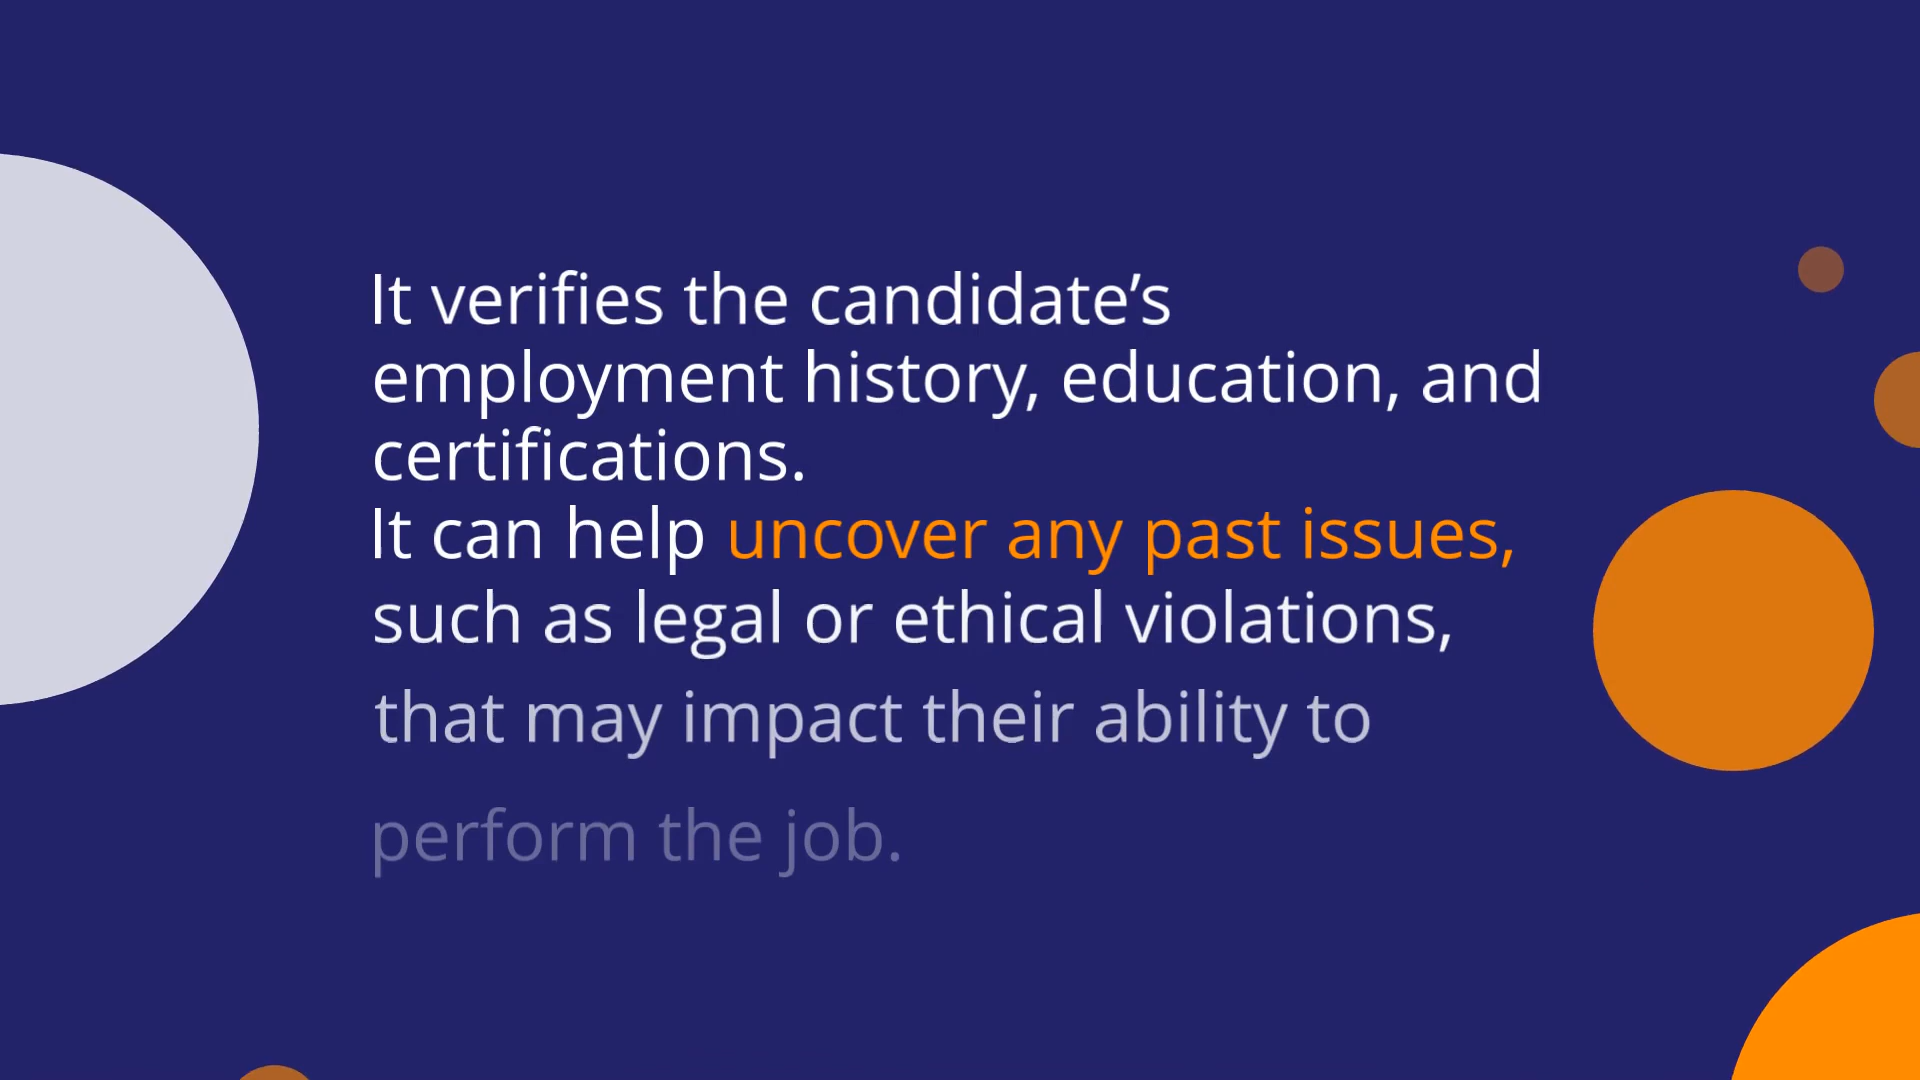 It verifies the candidate’s
employment history, education, and
certifications.
It can help uncover any past issues,
such as legal or ethical violations,
that may impact their ability to
perform the job.